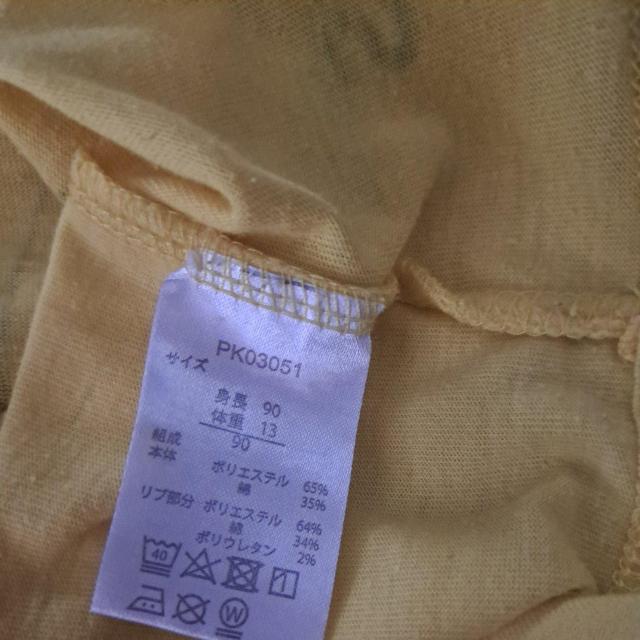 PK03051
サイズ
身長 90
体重 13
90
組成
本体 ポリエステル 65%
綿 35%
リブ部分 ポリエステル 64%
綿 34%
ポリウレタン 2%
40
W